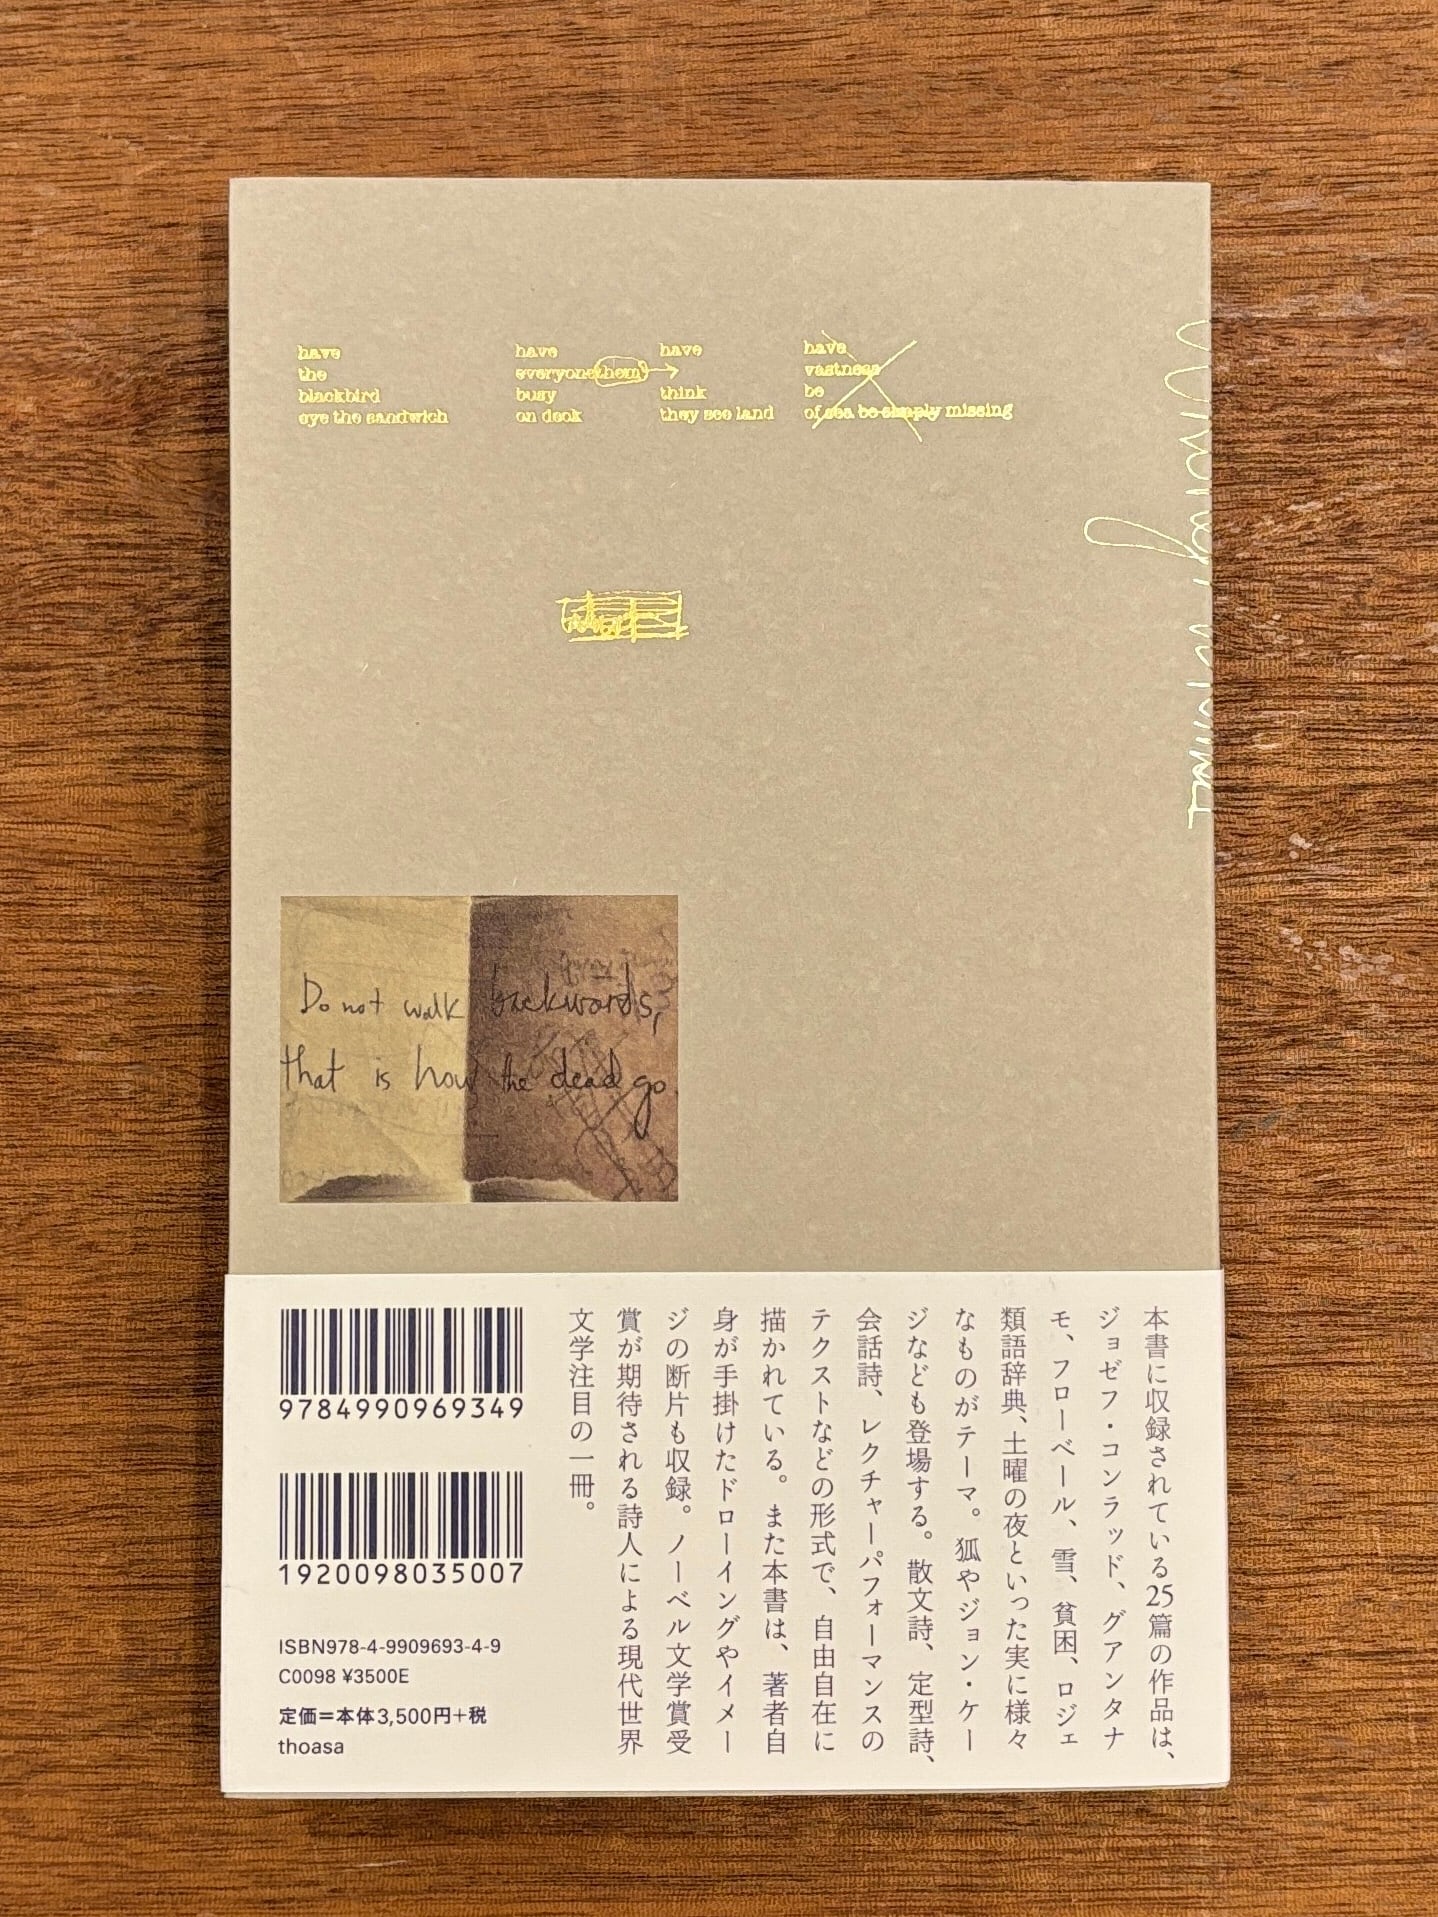 have
the
blackbird
eye the sandwich
have
everyone them
busy
on deck
have
think
they see land
have
vastness
be
of sea be simply missing
Do not walk backwards,
that is how the dead go.
本書に収録されている25篇の作品は、
ジョゼフ・コンラッド、グアンタナ
モ、フローベール、雪、貧困、ロジェ
類語辞典、土曜の夜といった実に様々
なものがテーマ。狐やジョン・ケー
ジなども登場する。散文詩、定型詩、
会話詩、レクチャーパフォーマンスの
テクストなどの形式で、自由自在に
描かれている。また本書は、著者自
身が手掛けたドローイングやイメー
ジの断片も収録。ノーベル文学賞受
賞が期待される詩人による現代世界
文学注目の一冊。
9784990969349
1920098035007
ISBN978-4-9909693-4-9
C0098 ¥3500E
定価=本体3,500円+税
thoasa